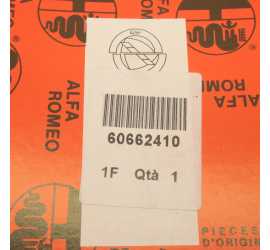 60662410
1F Qtà 1
ALFA
ROMEO
ALFA
ROMEO
PIECES
D'ORIGI